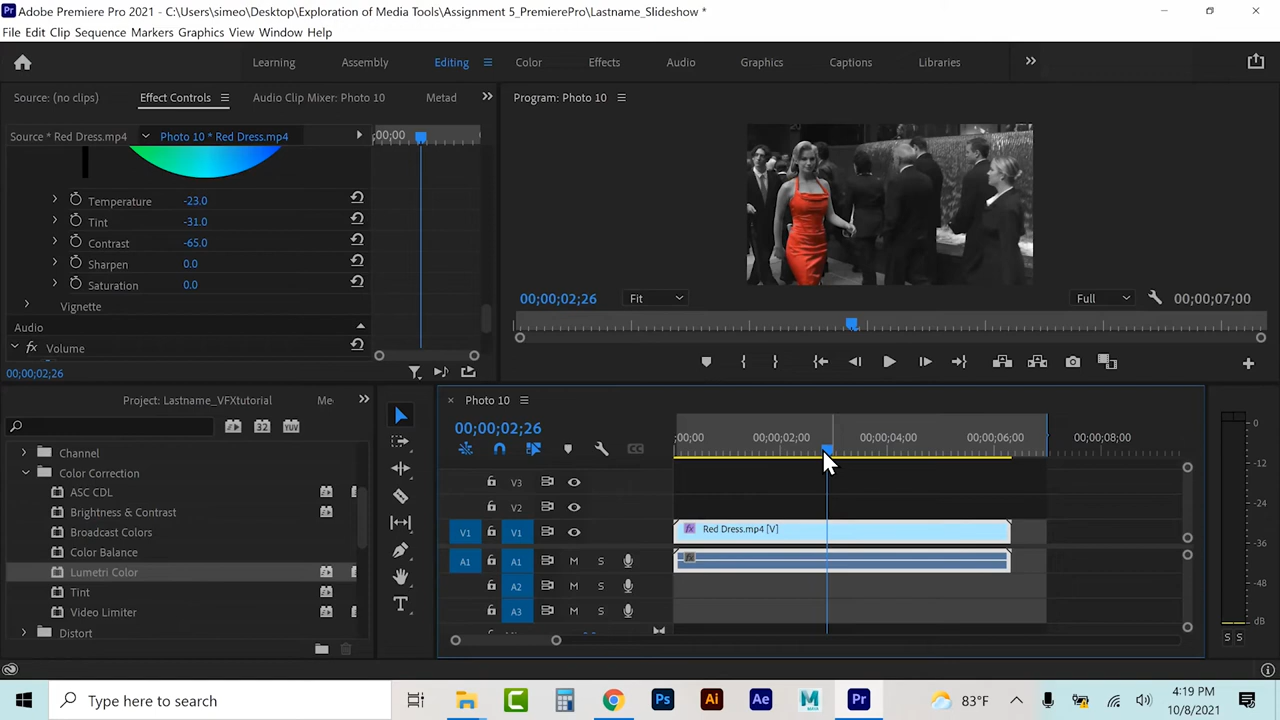 Adobe Premiere Pro 2021 - C:\Users\simeo\Desktop\Exploration of Media Tools\Assignment 5_PremierePro\Lastname_Slideshow *
File Edit Clip Sequence Markers Graphics View Window Help
Learning Assembly Editing Color Effects Audio Graphics Captions Libraries
Source: (no clips) Effect Controls Audio Clip Mixer: Photo 10 Metad
Program: Photo 10
Source * Red Dress.mp4 Photo 10 * Red Dress.mp4
:00:00
Temperature -23.0
Tint -31.0
Contrast -65.0
Sharpen 0.0
Saturation 0.0
Vignette
Audio
fx Volume
00;00;02;26
00;00;02;26 Fit Full 00;00;07;00
Project: Lastname_VFXtutorial Me
Channel
Color Correction
ASC CDL
Brightness & Contrast
Broadcast Colors
Color Balance
Lumetri Color
Tint
Video Limiter
Distort
Photo 10
00;00;02;26
;00;00 00;00;02;00 00;00;04;00 00;00;06;00 00;00;08;00
V3
V2
V1 V1 fx Red Dress.mp4 [V]
A1 A1 M S fx
A2 M S
A3 M S
0
-12
-24
-36
-48
dB
S S
Type here to search
Ps Ai Ae M Pr
83°F
4:19 PM
10/8/2021